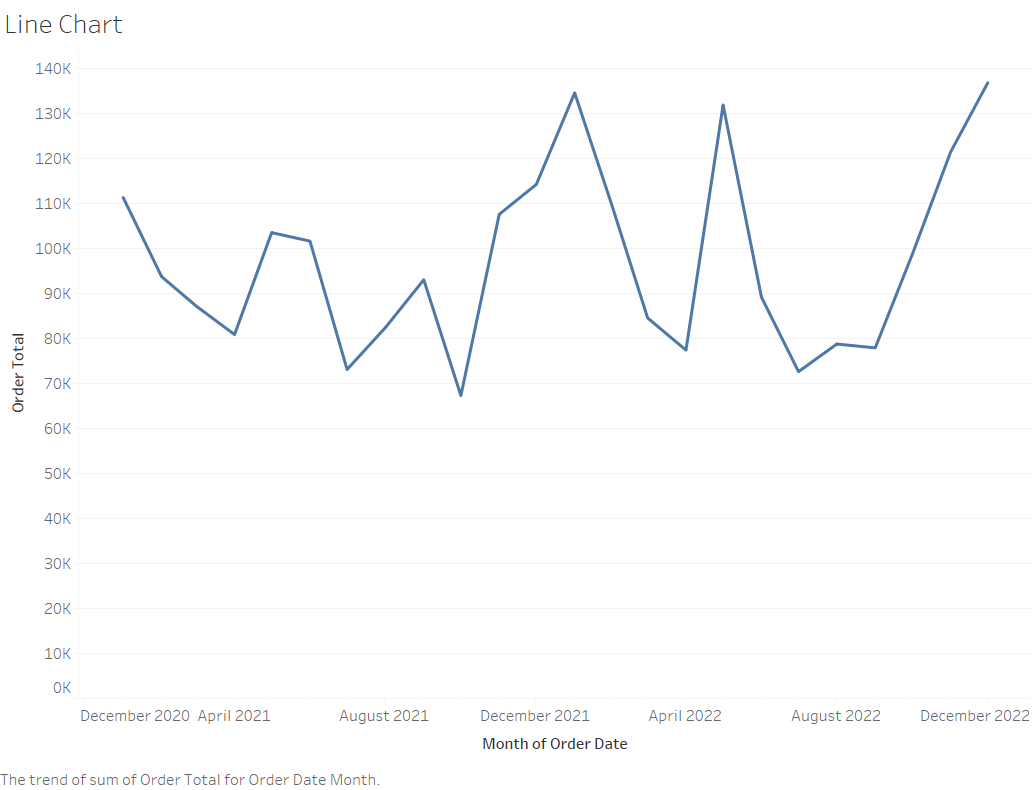 Line Chart
140K
130K
120K
110K
100K
90K
80K
70K
60K
50K
40K
30K
20K
10K
0K
Order Total
December 2020 April 2021 August 2021 December 2021 April 2022 August 2022 December 2022
Month of Order Date
The trend of sum of Order Total for Order Date Month.